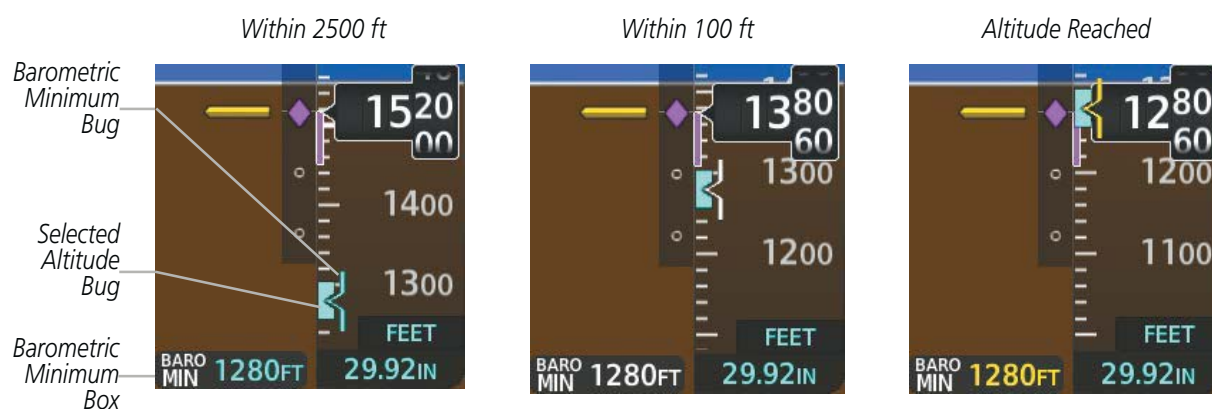 Within 2500 ft
Within 100 ft
Altitude Reached
Barometric
Minimum
Bug
Selected
Altitude
Bug
Barometric
Minimum
Box
1520
00
1400
1300
FEET
BARO
MIN 1280FT
29.92IN
1380
60
1300
1200
FEET
BARO
MIN 1280FT
29.92IN
1280
60
1200
1100
FEET
BARO
MIN 1280FT
29.92IN